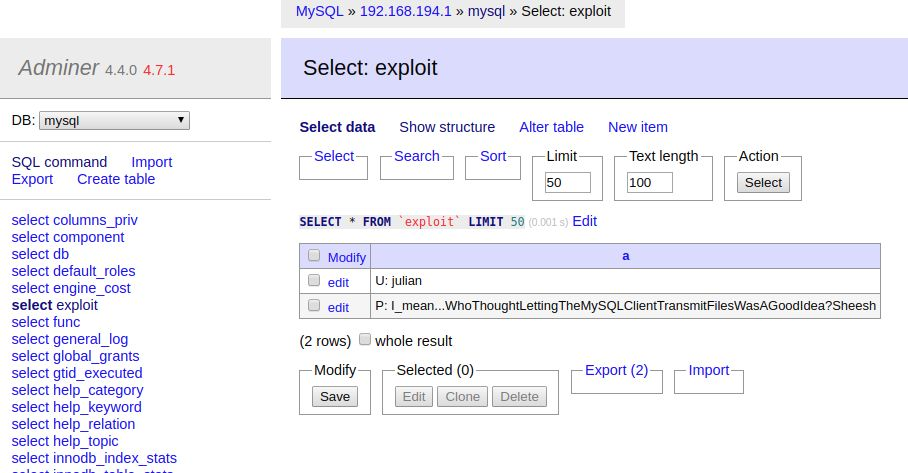 MySQL » 192.168.194.1 » mysql » Select: exploit
Adminer 4.4.0 4.7.1
Select: exploit
DB: mysql
SQL command Import
Export Create table
select columns_priv
select component
select db
select default_roles
select engine_cost
select exploit
select func
select general_log
select global_grants
select gtid_executed
select help_category
select help_keyword
select help_relation
select help_topic
select innodb_index_stats
select innodb_table_stats
Select data Show structure Alter table New item
Select Search Sort Limit Text length Action
50 100 Select
SELECT * FROM `exploit` LIMIT 50 (0.001 s) Edit
Modify a
edit U: julian
edit P: I_mean...WhoThoughtLettingTheMySQLClientTransmitFilesWasAGoodIdea?Sheesh
(2 rows) whole result
Modify Selected (0) Export (2) Import
Save Edit Clone Delete